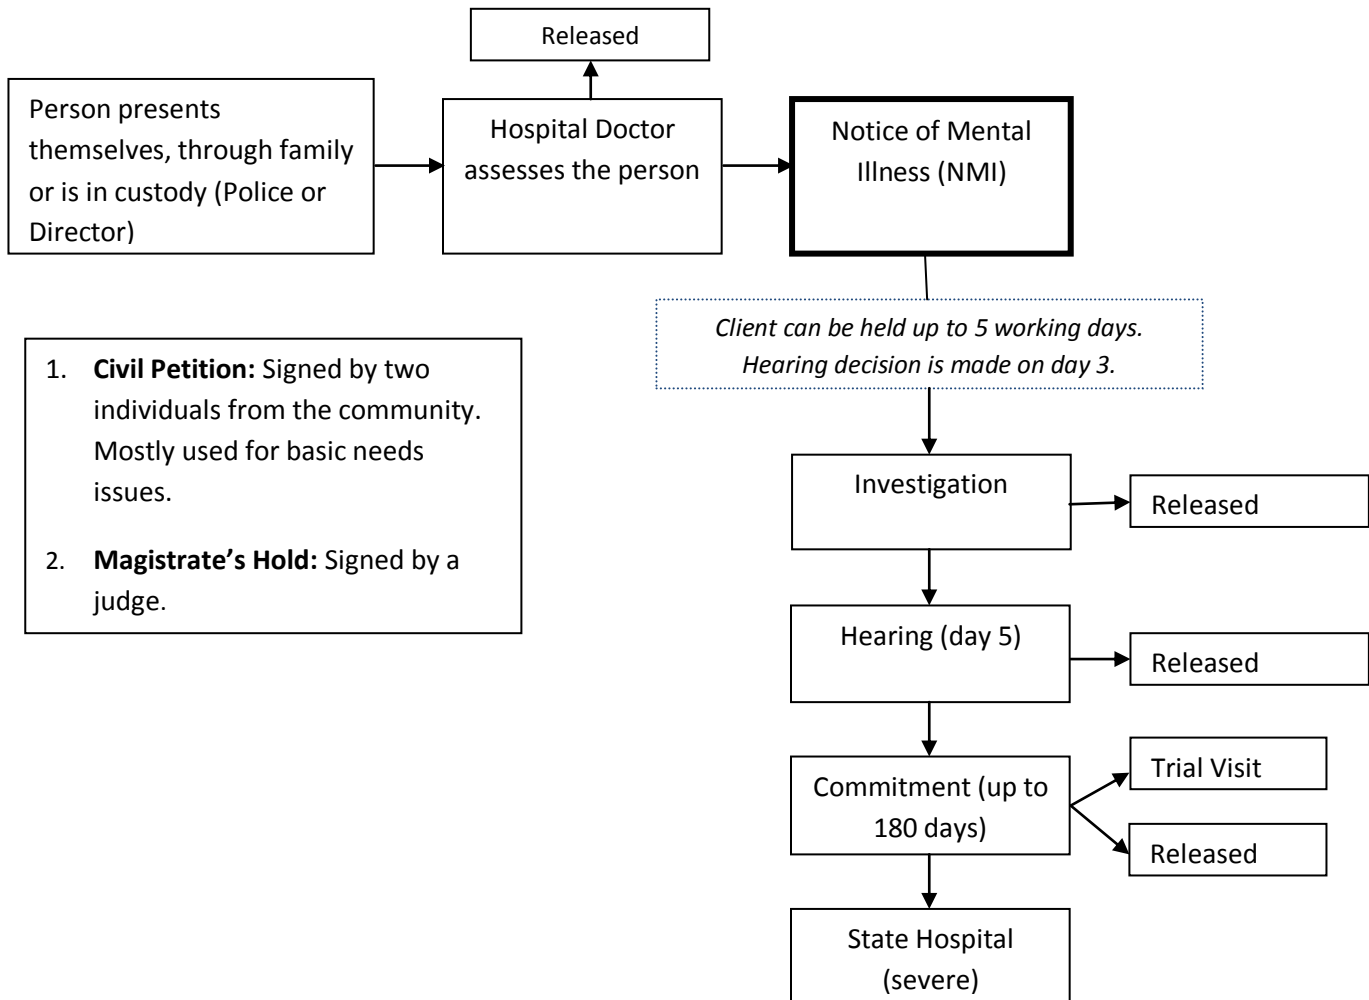 Released
Person presents
themselves, through family
or is in custody (Police or
Director)
Hospital Doctor
assesses the person
Notice of Mental
Illness (NMI)
Client can be held up to 5 working days.
Hearing decision is made on day 3.
1. Civil Petition: Signed by two
individuals from the community.
Mostly used for basic needs
issues.
2. Magistrate’s Hold: Signed by a
judge.
Investigation
Released
Hearing (day 5)
Released
Commitment (up to
180 days)
Trial Visit
Released
State Hospital
(severe)